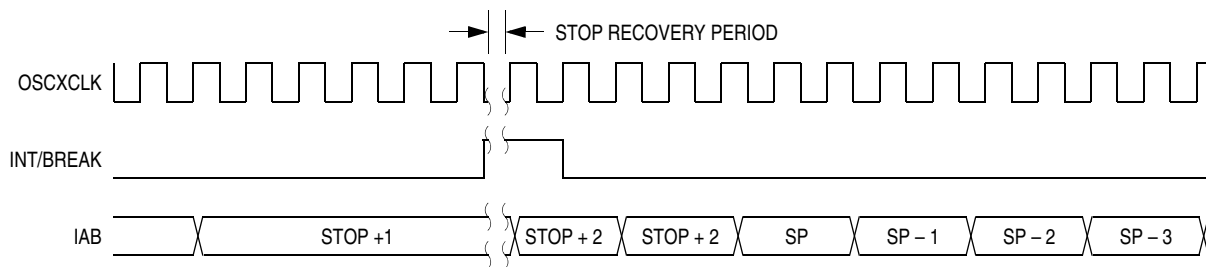 STOP RECOVERY PERIOD
OSCXCLK
INT/BREAK
IAB STOP +1 STOP + 2 STOP + 2 SP SP – 1 SP – 2 SP – 3